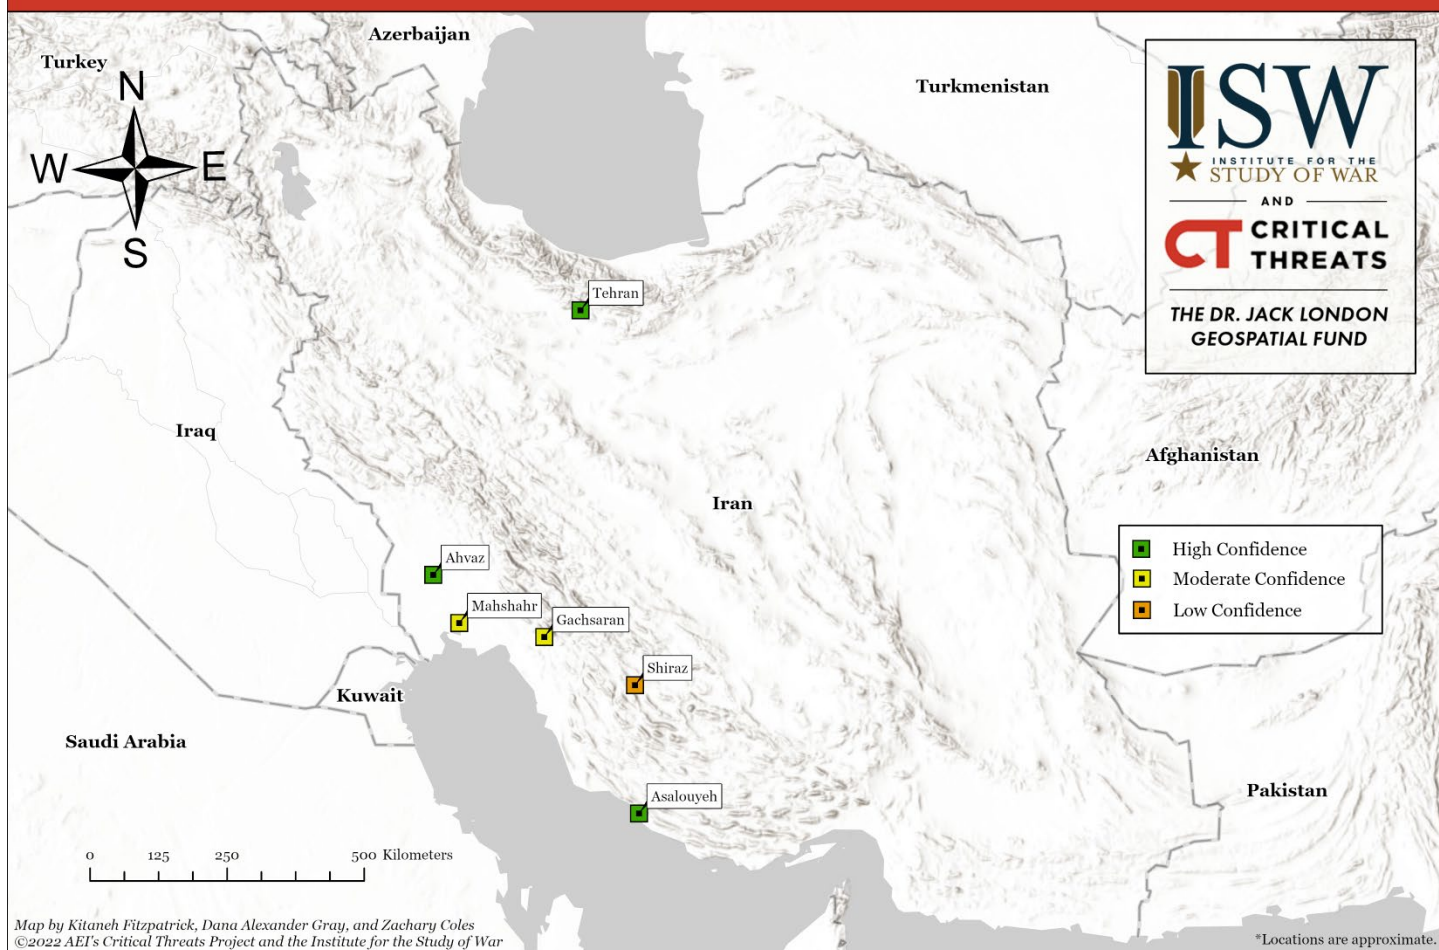 Azerbaijan
Turkey
N
W E
S
Turkmenistan
ISW
INSTITUTE FOR THE
STUDY OF WAR
AND
CT CRITICAL
THREATS
THE DR. JACK LONDON
GEOSPATIAL FUND
Tehran
Iraq
Afghanistan
Iran
High Confidence
Moderate Confidence
Low Confidence
Ahvaz
Mahshahr
Gachsaran
Shiraz
Kuwait
Saudi Arabia
Asalouyeh
Pakistan
0 125 250 500 Kilometers
Map by Kitaneh Fitzpatrick, Dana Alexander Gray, and Zachary Coles
©2022 AEI's Critical Threats Project and the Institute for the Study of War
*Locations are approximate.